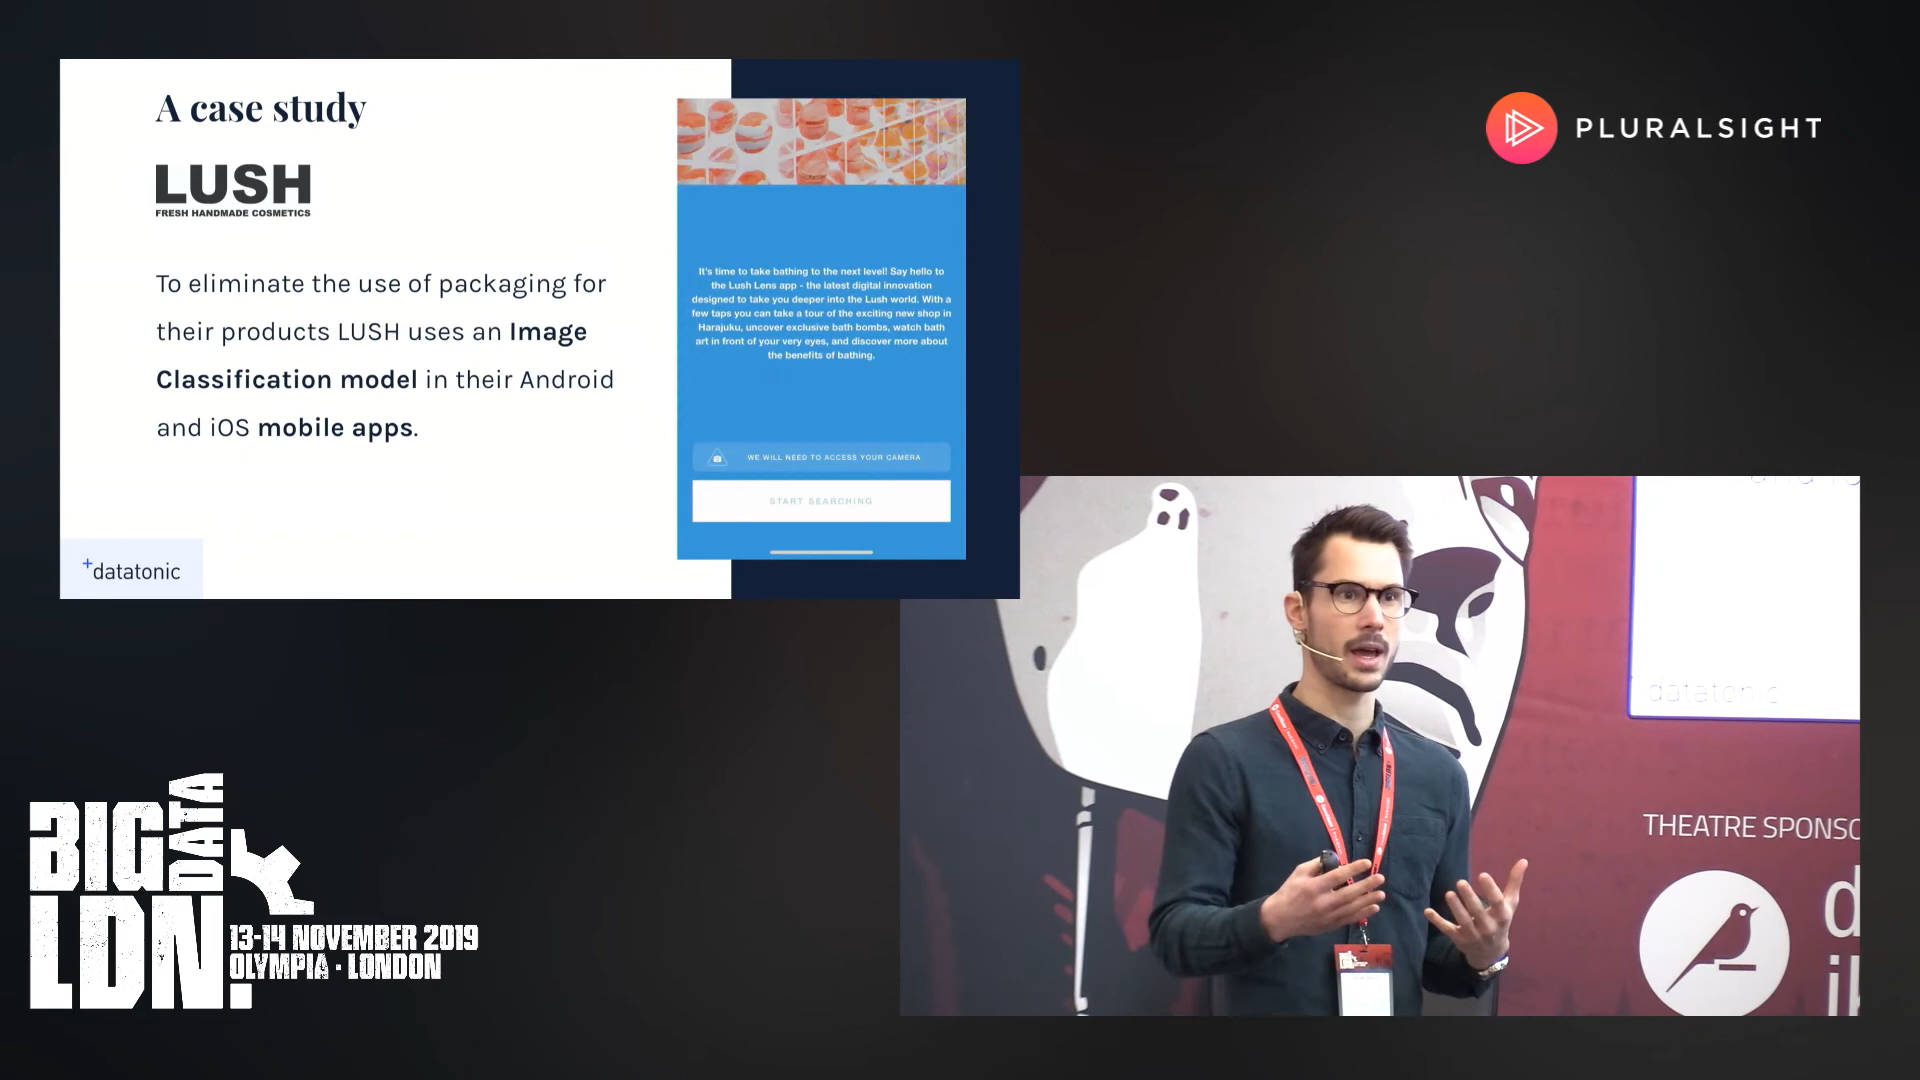 A case study
LUSH
FRESH HANDMADE COSMETICS
To eliminate the use of packaging for
their products LUSH uses an Image
Classification model in their Android
and iOS mobile apps.
+datatonic
It's time to take bathing to the next level! Say hello to
the Lush Lens app - the latest digital innovation
designed to take you deeper into the Lush world. With a
few taps you can take a tour of the exciting new shop in
Harajuku, uncover exclusive bath bombs, watch bath
art in front of your very eyes, and discover more about
the benefits of bathing.
WE WILL NEED TO ACCESS YOUR CAMERA
START SEARCHING
PLURALSIGHT
datatonic
THEATRE SPONSO
BIG DATA
LDN.
13-14 NOVEMBER 2019
OLYMPIA · LONDON